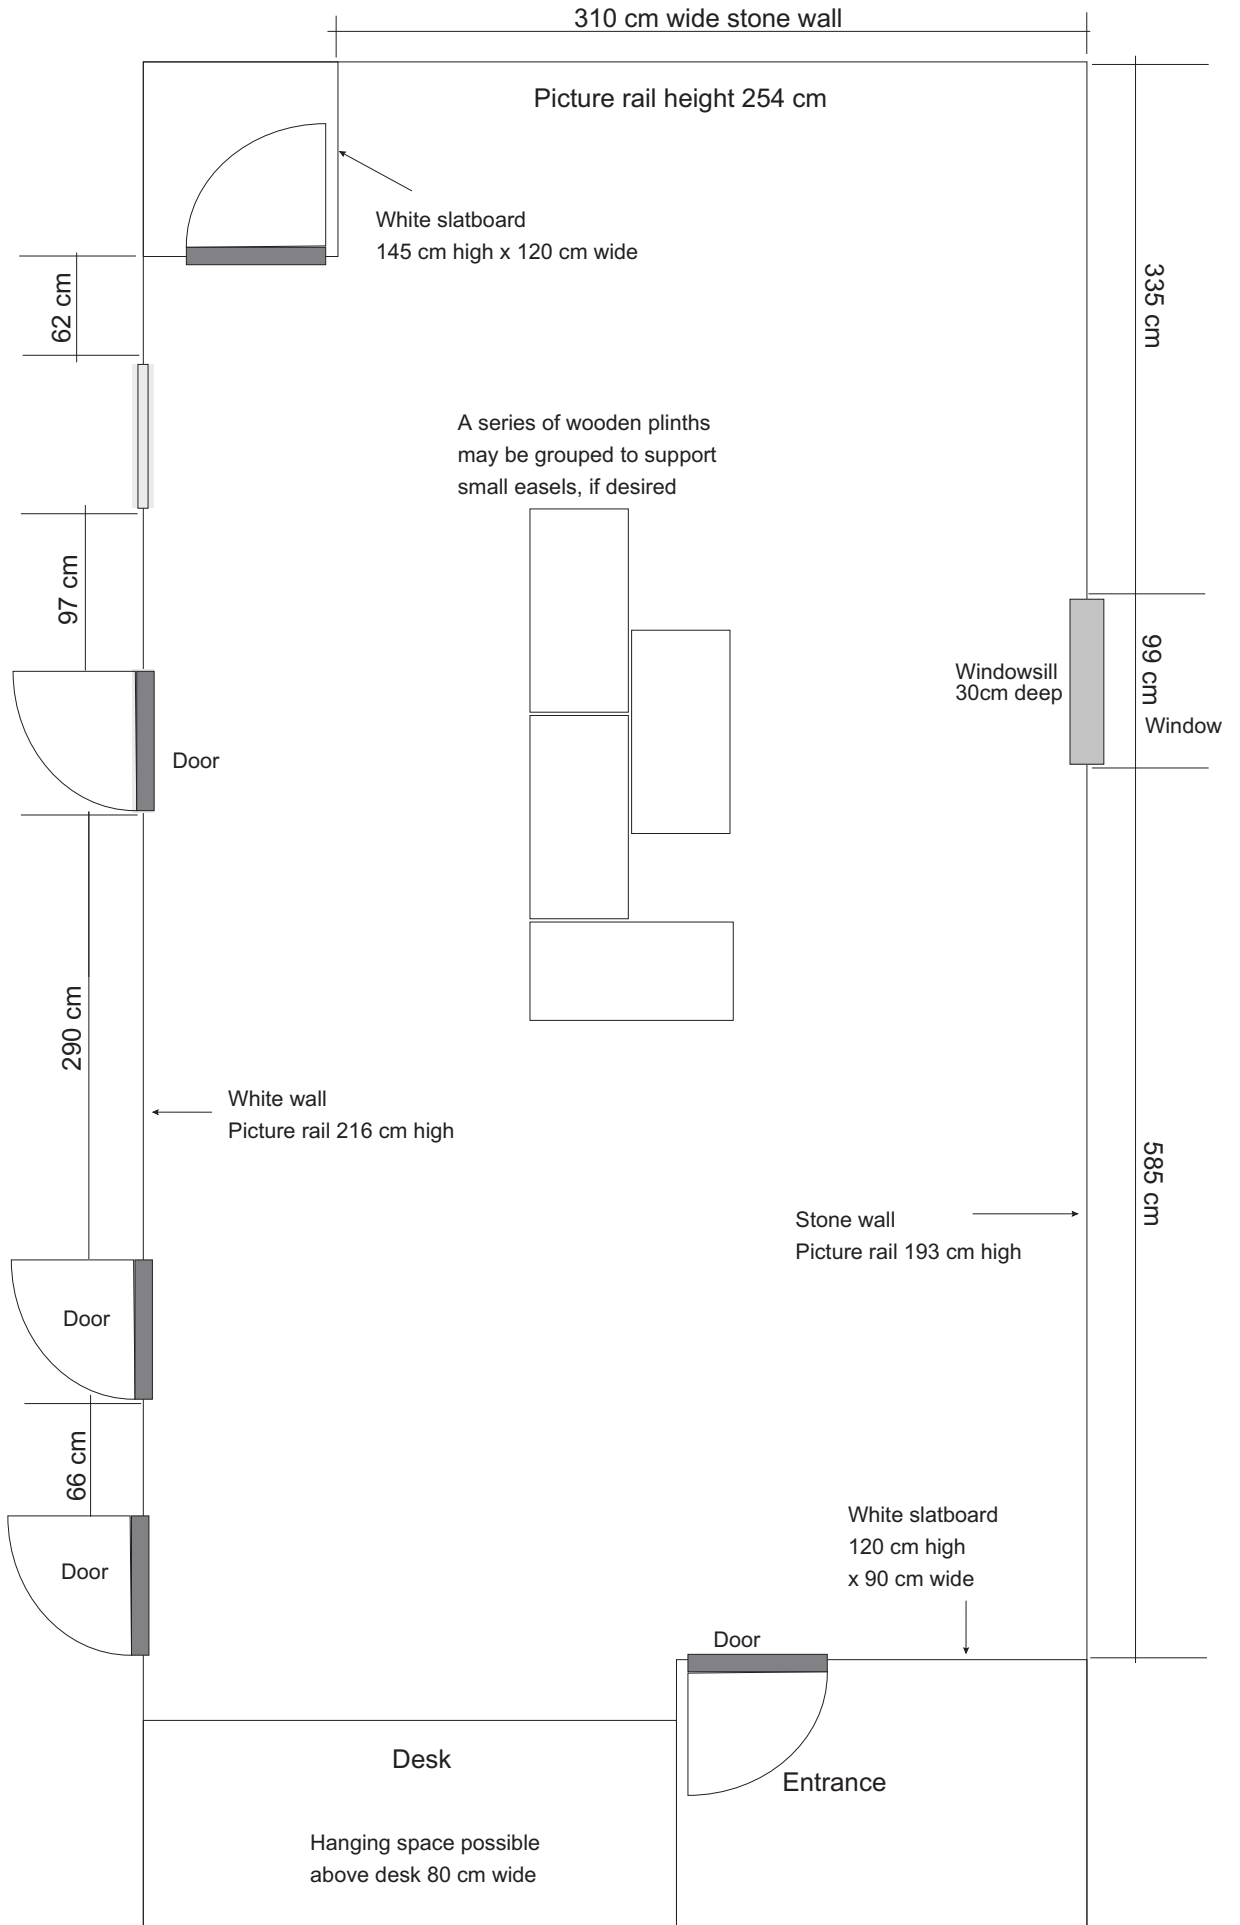 310 cm wide stone wall
Picture rail height 254 cm
White slatboard
145 cm high x 120 cm wide
62 cm
335 cm
A series of wooden plinths
may be grouped to support
small easels, if desired
97 cm
99 cm
Windowsill
30cm deep
Window
Door
290 cm
White wall
Picture rail 216 cm high
585 cm
Stone wall
Picture rail 193 cm high
Door
66 cm
White slatboard
120 cm high
x 90 cm wide
Door
Door
Desk
Entrance
Hanging space possible
above desk 80 cm wide